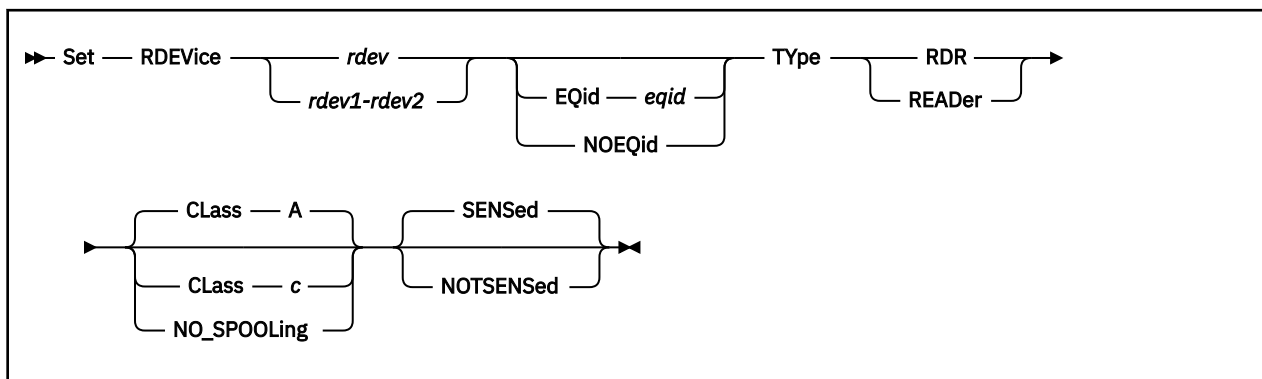 Set RDEVice rdev TYpe RDR
rdev1-rdev2 EQid eqid READer
NOEQid
CLass A SENSed
CLass c NOTSENSed
NO_SPOOLing